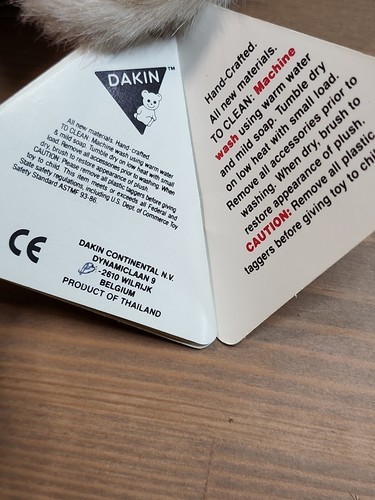 DAKIN™
All new materials. Hand-crafted.
TO CLEAN: Machine wash using warm water
& mild soap. Tumble dry on low heat with small
load. Remove all accessories prior to washing. When
dry, brush to restore appearance of plush.
CAUTION: Please remove all plastic taggers before giving
toy to child. This item meets or exceeds all Federal and
State safety regulations, including U.S. Dept. of Commerce Toy
Safety Standard ASTMF 93-86.
CE
DAKIN CONTINENTAL N.V.
DYNAMICLAAN 9
-2610 WILRIJK
BELGIUM
PRODUCT OF THAILAND
Hand-Crafted.
All new materials.
TO CLEAN: Machine
wash using warm water
and mild soap. Tumble dry
on low heat with small load.
Remove all accessories prior to
washing. When dry, brush to
restore appearance of plush.
CAUTION: Remove all plastic
taggers before giving toy to child